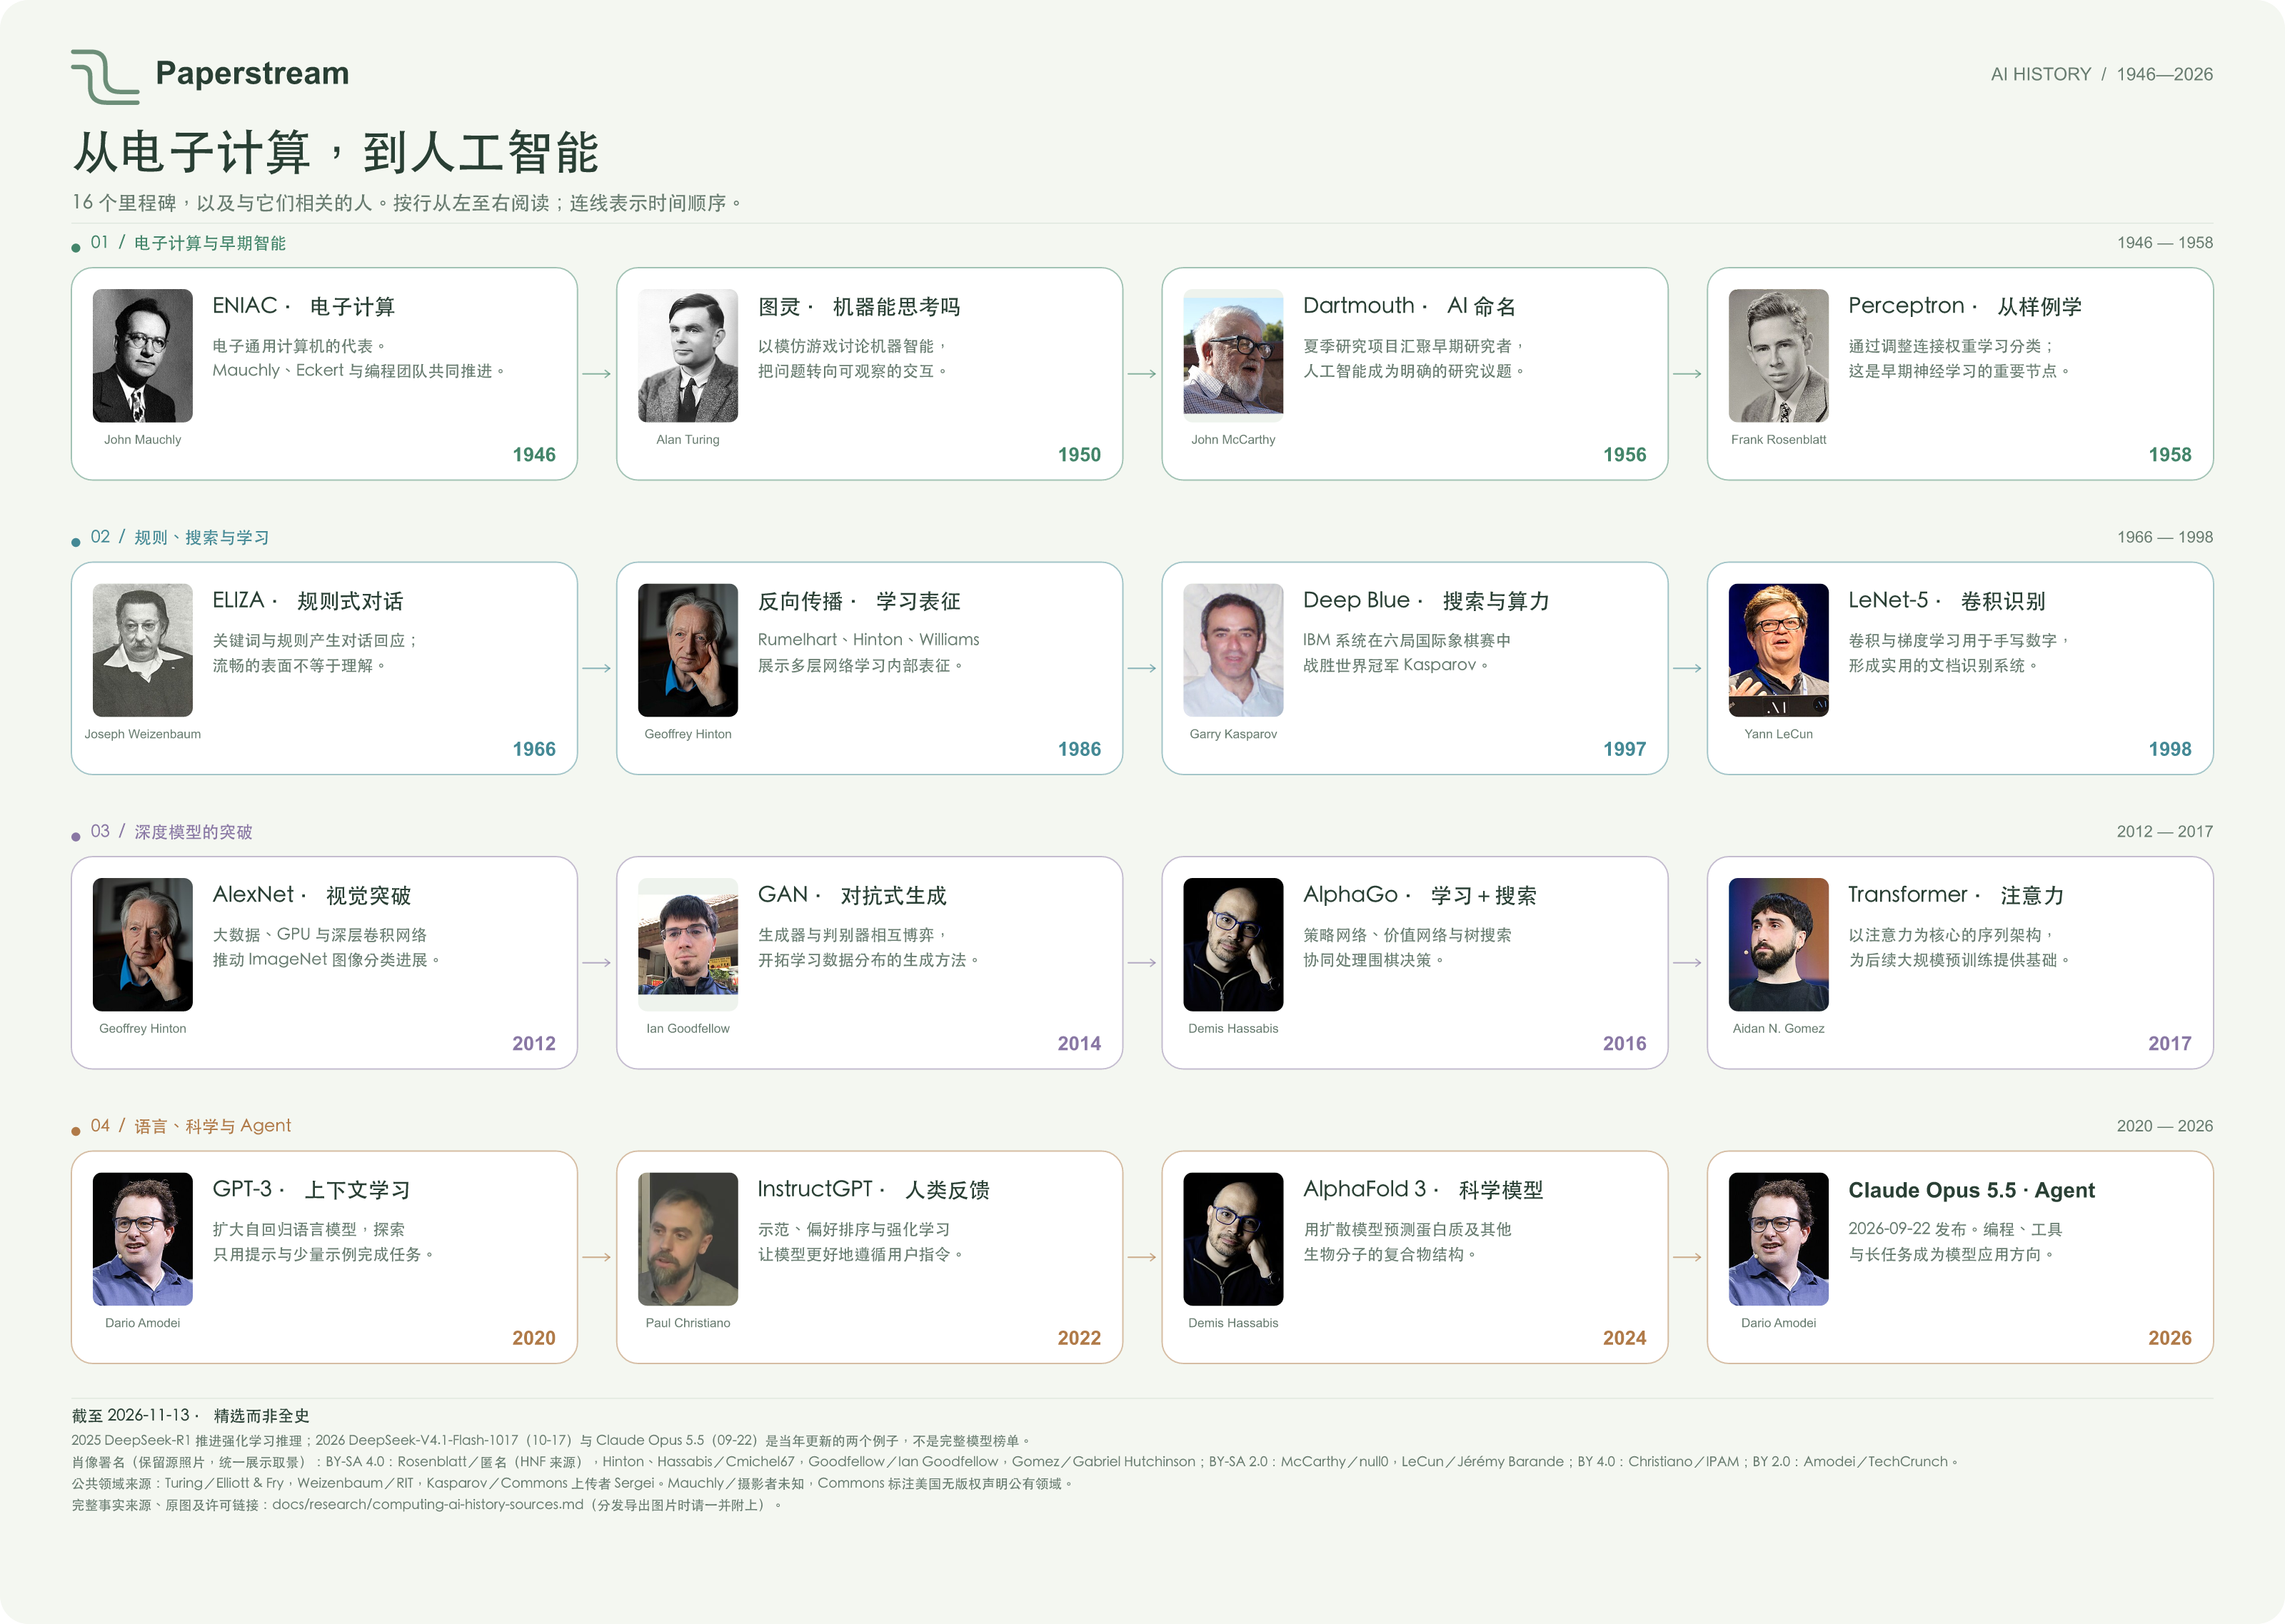 Paperstream
AI HISTORY / 1946—2026
从电子计算，到人工智能
16 个里程碑，以及与它们相关的人。按行从左至右阅读；连线表示时间顺序。
01 / 电子计算与早期智能
1946 — 1958
ENIAC · 电子计算
电子通用计算机的代表。
Mauchly、Eckert 与编程团队共同推进。
John Mauchly
1946
图灵 · 机器能思考吗
以模仿游戏讨论机器智能，
把问题转向可观察的交互。
Alan Turing
1950
Dartmouth · AI 命名
夏季研究项目汇聚早期研究者，
人工智能成为明确的研究议题。
John McCarthy
1956
Perceptron · 从样例学
通过调整连接权重学习分类；
这是早期神经学习的重要节点。
Frank Rosenblatt
1958
02 / 规则、搜索与学习
1966 — 1998
ELIZA · 规则式对话
关键词与规则产生对话回应；
流畅的表面不等于理解。
Joseph Weizenbaum
1966
反向传播 · 学习表征
Rumelhart、Hinton、Williams
展示多层网络学习内部表征。
Geoffrey Hinton
1986
Deep Blue · 搜索与算力
IBM 系统在六局国际象棋赛中
战胜世界冠军 Kasparov。
Garry Kasparov
1997
LeNet-5 · 卷积识别
卷积与梯度学习用于手写数字，
形成实用的文档识别系统。
Yann LeCun
1998
03 / 深度模型的突破
2012 — 2017
AlexNet · 视觉突破
大数据、GPU 与深层卷积网络
推动 ImageNet 图像分类进展。
Geoffrey Hinton
2012
GAN · 对抗式生成
生成器与判别器相互博弈，
开拓学习数据分布的生成方法。
Ian Goodfellow
2014
AlphaGo · 学习＋搜索
策略网络、价值网络与树搜索
协同处理围棋决策。
Demis Hassabis
2016
Transformer · 注意力
以注意力为核心的序列架构，
为后续大规模预训练提供基础。
Aidan N. Gomez
2017
04 / 语言、科学与 Agent
2020 — 2026
GPT-3 · 上下文学习
扩大自回归语言模型，探索
只用提示与少量示例完成任务。
Dario Amodei
2020
InstructGPT · 人类反馈
示范、偏好排序与强化学习
让模型更好地遵循用户指令。
Paul Christiano
2022
AlphaFold 3 · 科学模型
用扩散模型预测蛋白质及其他
生物分子的复合物结构。
Demis Hassabis
2024
Claude Opus 5.5 · Agent
2026-09-22 发布。编程、工具
与长任务成为模型应用方向。
Dario Amodei
2026
截至 2026-11-13 · 精选而非全史
2025 DeepSeek-R1 推进强化学习推理；2026 DeepSeek-V4.1-Flash-1017（10-17）与 Claude Opus 5.5（09-22）是当年更新的两个例子，不是完整模型榜单。
肖像署名（保留源照片，统一展示取景）：BY-SA 4.0：Rosenblatt／匿名（HNF 来源），Hinton、Hassabis／Cmichel67，Goodfellow／Ian Goodfellow，Gomez／Gabriel Hutchinson；BY-SA 2.0：McCarthy／null0，LeCun／Jérémy Barande；BY 4.0：Christiano／IPAM；BY 2.0：Amodei／TechCrunch。
公共领域来源：Turing／Elliott & Fry，Weizenbaum／RIT，Kasparov／Commons 上传者 Sergei。Mauchly／摄影者未知，Commons 标注美国无版权声明公有领域。
完整事实来源、原图及许可链接：docs/research/computing-ai-history-sources.md（分发导出图片时请一并附上）。